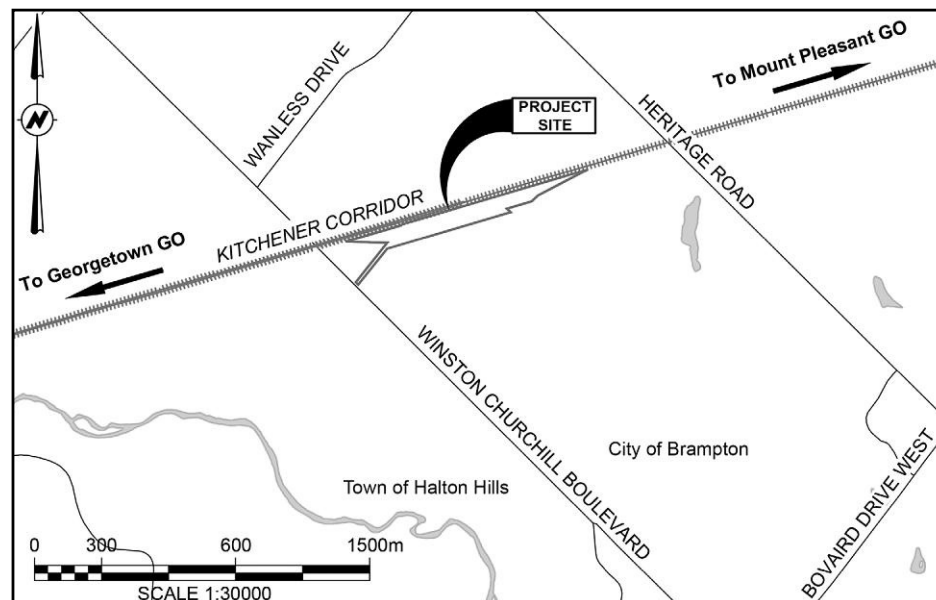 N
WANLESS DRIVE
PROJECT
SITE
To Mount Pleasant GO
HERITAGE ROAD
KITCHENER CORRIDOR
To Georgetown GO
WINSTON CHURCHILL BOULEVARD
City of Brampton
Town of Halton Hills
BOVAIRD DRIVE WEST
0 300 600 1500m
SCALE 1:30000